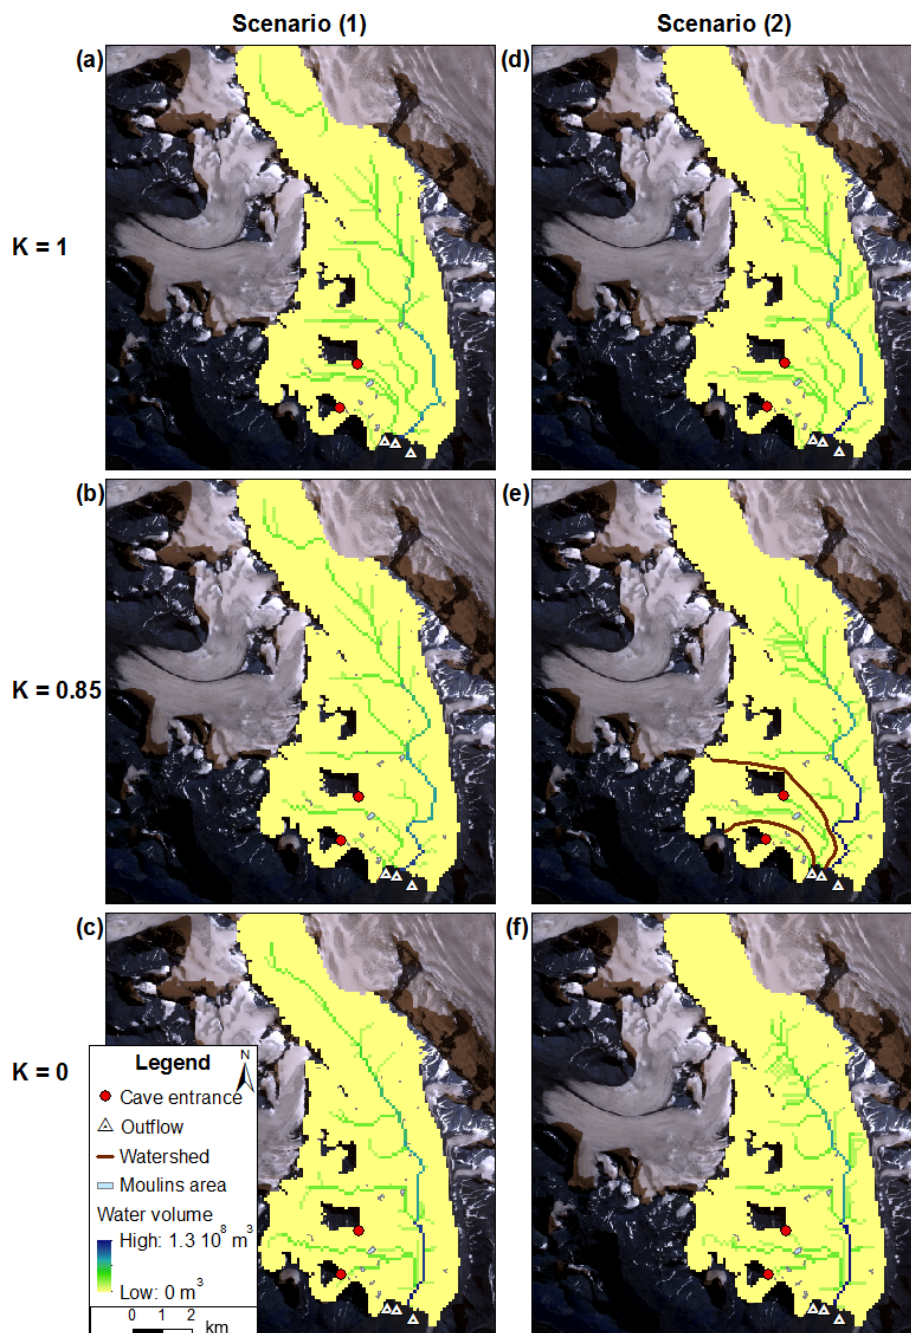 Scenario (1)
Scenario (2)
(a)
(d)
K = 1
(b)
(e)
K = 0.85
(c)
(f)
K = 0
Legend
N
Cave entrance
Outflow
Watershed
Moulins area
Water volume
High: 1.3 10⁸ m³
Low: 0 m³
0 1 2
km